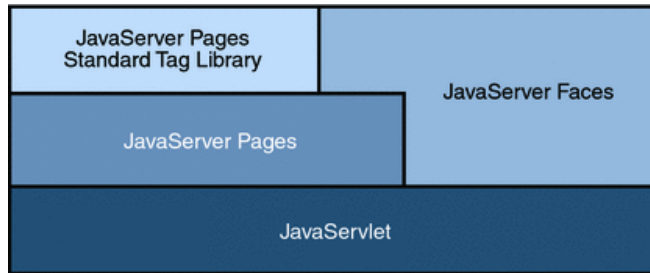 JavaServer Pages
Standard Tag Library
JavaServer Faces
JavaServer Pages
JavaServlet